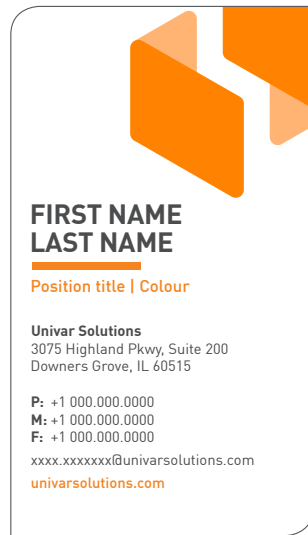 FIRST NAME
LAST NAME
Position title | Colour
Univar Solutions
3075 Highland Pkwy, Suite 200
Downers Grove, IL 60515
P: +1 000.000.0000
M: +1 000.000.0000
F: +1 000.000.0000
xxxx.xxxxxxx@univarsolutions.com
univarsolutions.com